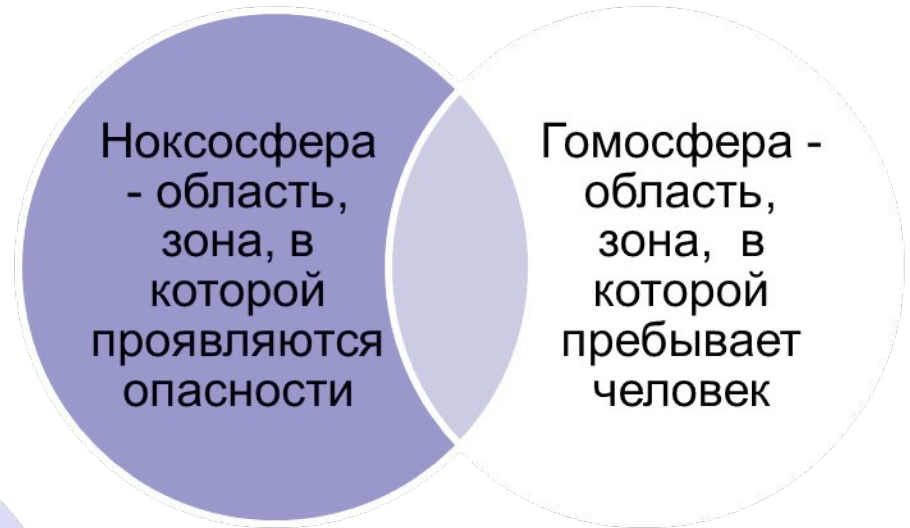 Ноксосфера
- область,
зона, в
которой
проявляются
опасности
Гомосфера -
область,
зона, в
которой
пребывает
человек